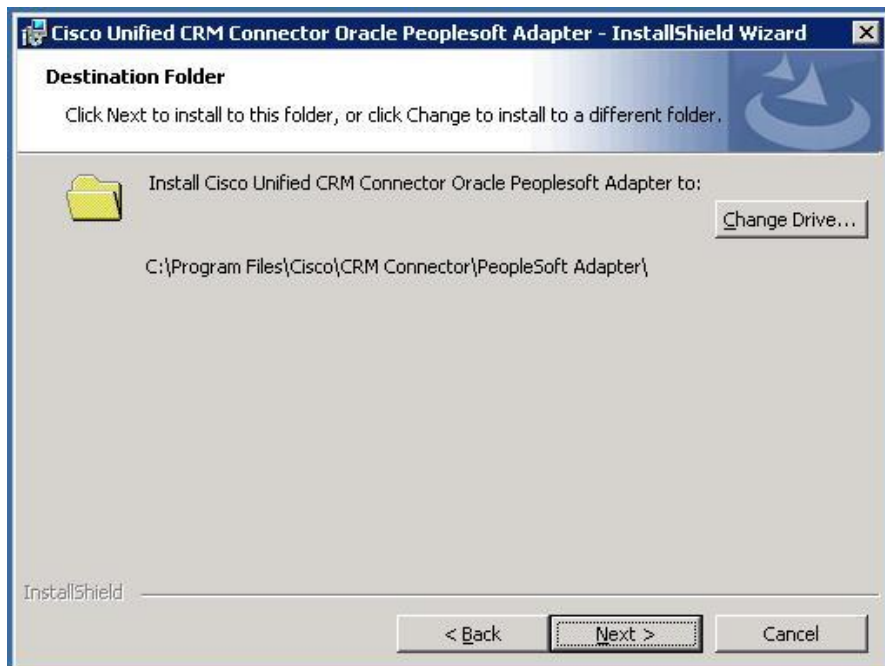 Cisco Unified CRM Connector Oracle Peoplesoft Adapter - InstallShield Wizard
Destination Folder
Click Next to install to this folder, or click Change to install to a different folder.
Install Cisco Unified CRM Connector Oracle Peoplesoft Adapter to:
Change Drive...
C:\Program Files\Cisco\CRM Connector\PeopleSoft Adapter\
InstallShield
< Back Next > Cancel